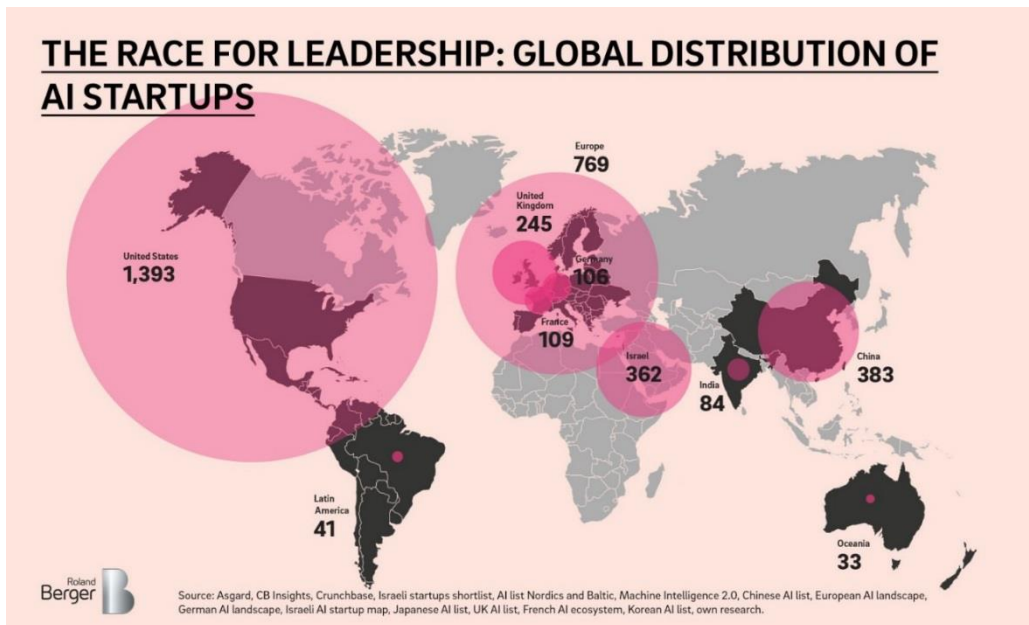 THE RACE FOR LEADERSHIP: GLOBAL DISTRIBUTION OF
AI STARTUPS
Europe
769
United
Kingdom
245
United States
1,393
Germany
106
France
109
Israel
362
India
84
China
383
Latin
America
41
Oceania
33
Roland
Berger
B
Source: Asgard, CB Insights, Crunchbase, Israeli startups shortlist, AI list Nordics and Baltic, Machine Intelligence 2.0, Chinese AI list, European AI landscape,
German AI landscape, Israeli AI startup map, Japanese AI list, UK AI list, French AI ecosystem, Korean AI list, own research.